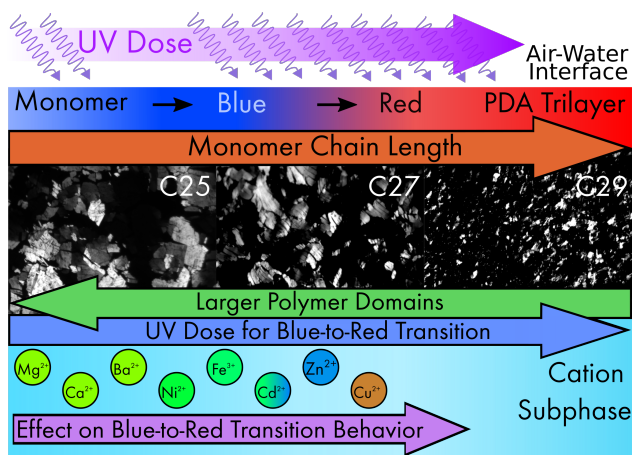 UV Dose
Air-Water
Interface
Monomer → Blue → Red PDA Trilayer
Monomer Chain Length
C25 C27 C29
Larger Polymer Domains
UV Dose for Blue-to-Red Transition
Mg²⁺ Ba²⁺ Fe³⁺ Zn²⁺
Ca²⁺ Ni²⁺ Cd²⁺ Cu²⁺
Cation
Subphase
Effect on Blue-to-Red Transition Behavior